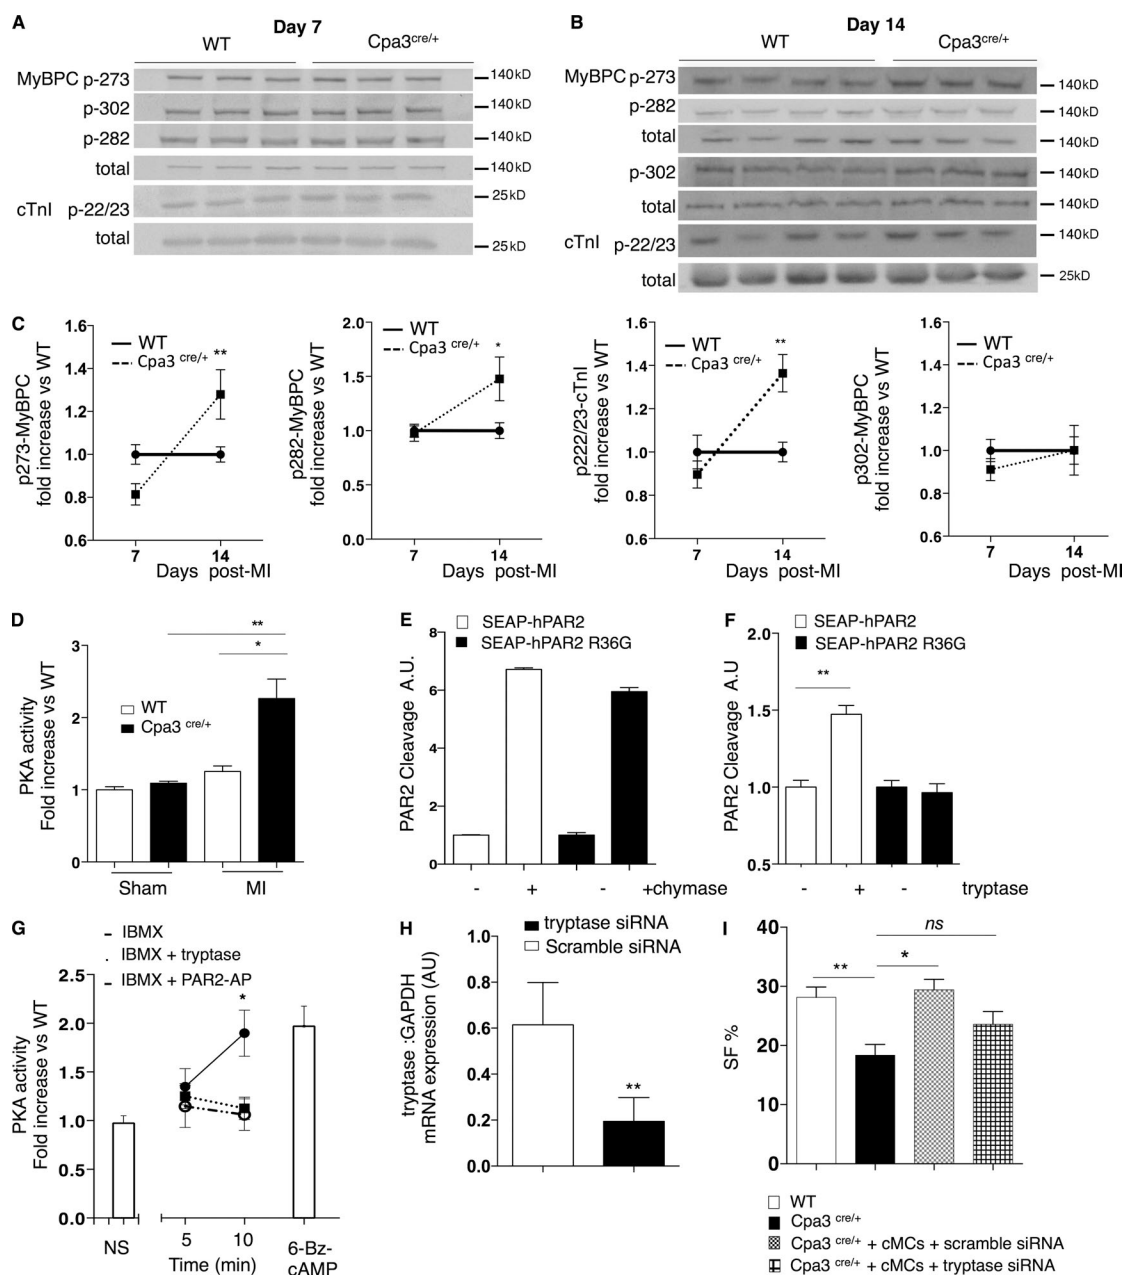 A
Day 7
WT
Cpa3cre/+
MyBPC p-273
140kD
p-302
140kD
p-282
140kD
total
140kD
25kD
cTnI p-22/23
total
25kD
B
Day 14
WT
Cpa3cre/+
MyBPC p-273
140kD
p-282
140kD
total
140kD
p-302
140kD
total
140kD
cTnI
p-22/23
140kD
total
25kD
C
p273-MyBPC
fold increase vs WT
1.6
1.4
1.2
1.0
0.8
0.6
WT
Cpa3 cre/+
**
7
14
Days post-MI
p282-MyBPC
fold increase vs WT
2.0
1.5
1.0
0.5
0.0
WT
Cpa3 cre/+
*
7
14
Days post-MI
p222/23-cTnI
fold increase vs WT
1.6
1.4
1.2
1.0
0.8
0.6
WT
Cpa3 cre/+
**
7
14
Days post-MI
p302-MyBPC
fold increase vs WT
1.6
1.4
1.2
1.0
0.8
0.6
WT
Cpa3 cre/+
7
14
Days post-MI
D
PKA activity
Fold increase vs WT
3
2
1
0
**
*
WT
Cpa3 cre/+
Sham
MI
E
SEAP-hPAR2
SEAP-hPAR2 R36G
PAR2 Cleavage A.U.
8
6
4
2
0
-
+
-
+chymase
F
SEAP-hPAR2
SEAP-hPAR2 R36G
PAR2 Cleavage A.U
2.0
1.5
1.0
0.5
**
-
+
-
tryptase
G
IBMX
IBMX + tryptase
IBMX + PAR2-AP
PKA activity
Fold increase vs WT
2.5
2.0
1.5
1.0
0.5
0.0
*
NS
5
10
Time (min)
6-Bz-
cAMP
H
tryptase siRNA
Scramble siRNA
tryptase :GAPDH
mRNA expression (AU)
1.0
0.8
0.6
0.4
0.2
0.0
**
I
SF %
40
30
20
10
0
**
*
ns
WT
Cpa3 cre/+
Cpa3 cre/+ + cMCs + scramble siRNA
Cpa3 cre/+ + cMCs + tryptase siRNA